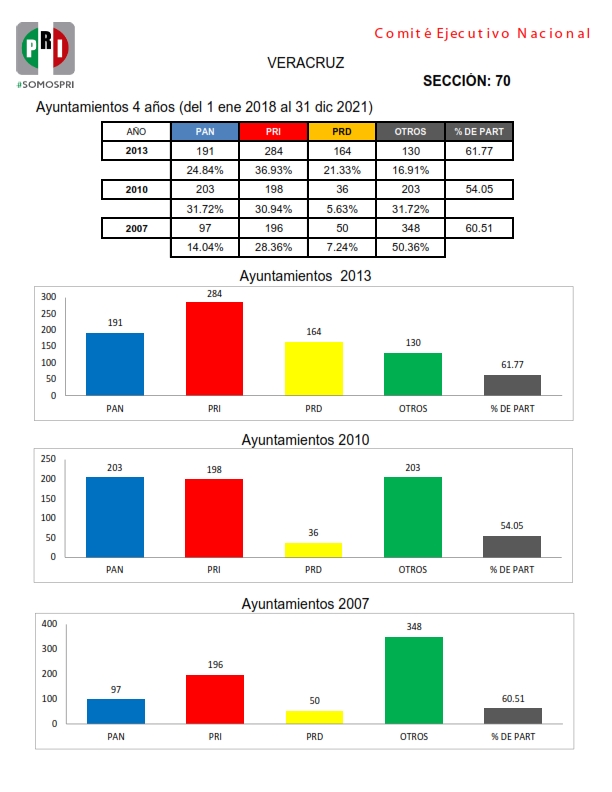 Comité Ejecutivo Nacional
PRI
#SOMOSPRI
VERACRUZ
SECCIÓN: 70
Ayuntamientos 4 años (del 1 ene 2018 al 31 dic 2021)
AÑO PAN PRI PRD OTROS % DE PART
2013 191 284 164 130 61.77
24.84% 36.93% 21.33% 16.91%
2010 203 198 36 203 54.05
31.72% 30.94% 5.63% 31.72%
2007 97 196 50 348 60.51
14.04% 28.36% 7.24% 50.36%
Ayuntamientos 2013
300
250
200
150
100
50
0
191 284 164 130 61.77
PAN PRI PRD OTROS % DE PART
Ayuntamientos 2010
250
200
150
100
50
0
203 198 36 203 54.05
PAN PRI PRD OTROS % DE PART
Ayuntamientos 2007
400
300
200
100
0
97 196 50 348 60.51
PAN PRI PRD OTROS % DE PART